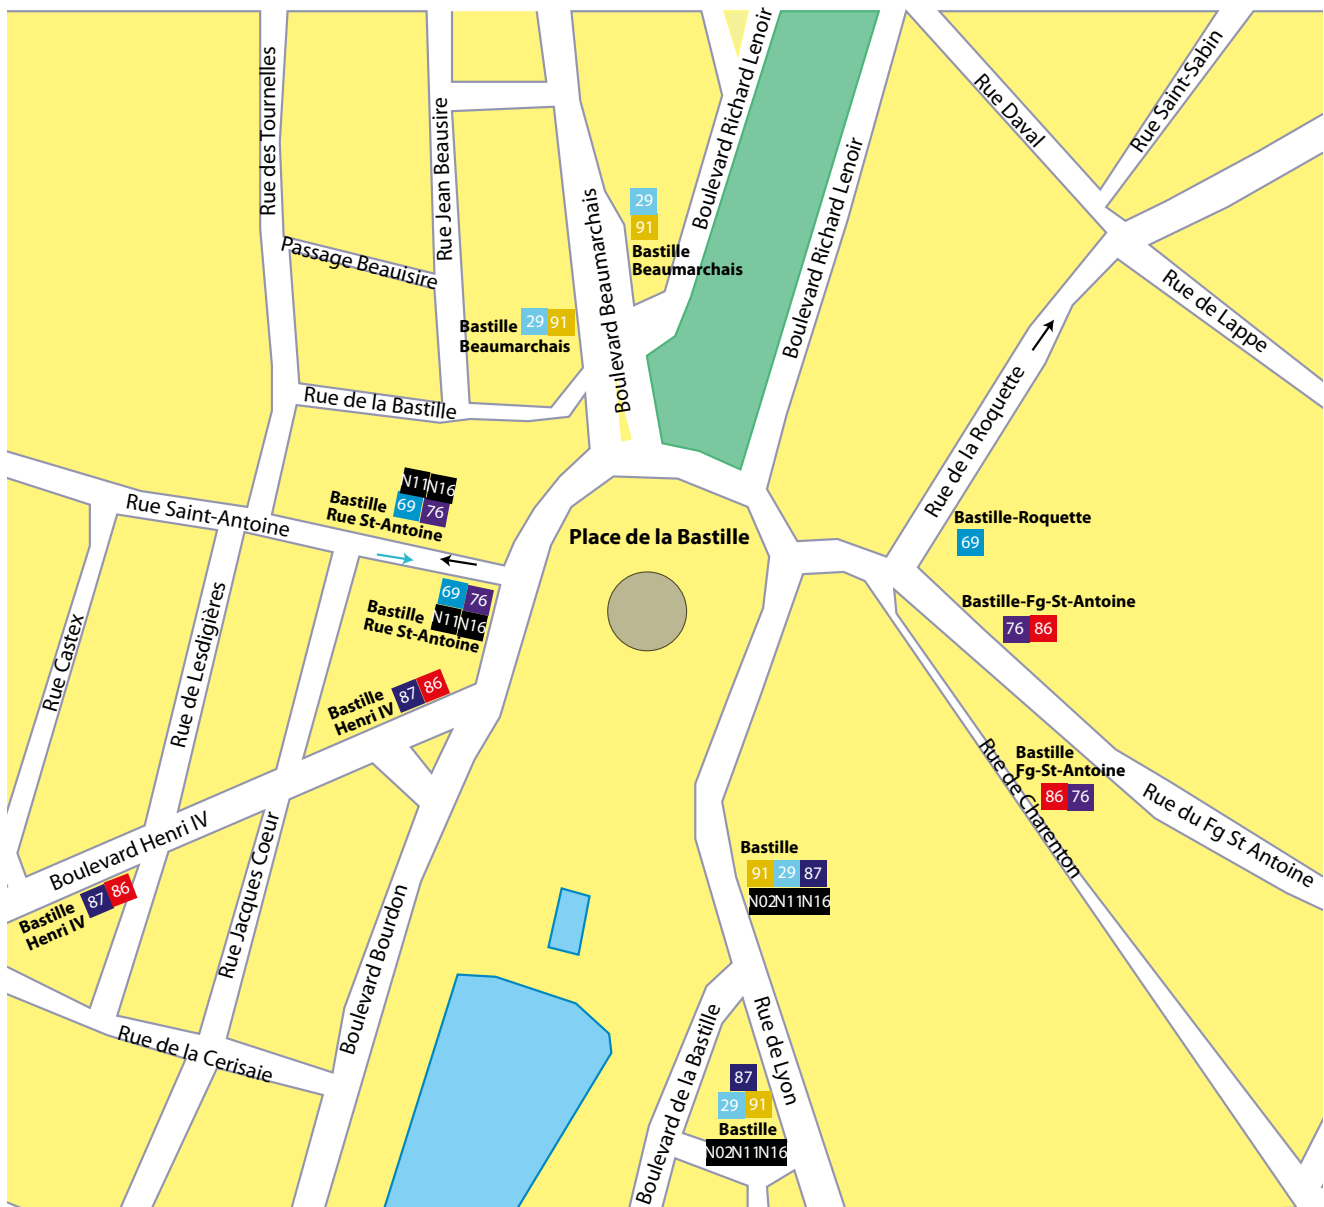 Rue des Tournelles
Rue Jean Beausire
Passage Beauisire
Boulevard Beaumarchais
Boulevard Richard Lenoir
Boulevard Richard Lenoir
Rue Daval
Rue Saint-Sabin
Rue de Lappe
29
91
Bastille
Beaumarchais
Bastille 29 91
Beaumarchais
Rue de la Bastille
Rue de la Roquette
N11 N16
Bastille 69 76
Rue St-Antoine
Rue Saint-Antoine
Place de la Bastille
Bastille-Roquette
69
69 76
Bastille N11 N16
Rue St-Antoine
Bastille-Fg-St-Antoine
76 86
Rue Castex
Rue de Lesdigières
Bastille 87 86
Henri IV
Bastille
Fg-St-Antoine
86 76
Rue de Charenton
Rue du Fg St Antoine
Boulevard Henri IV
Bastille 87 86
Henri IV
Rue Jacques Coeur
Boulevard Bourdon
Bastille
91 29 87
N02 N11 N16
Rue de la Cerisaie
Boulevard de la Bastille
Rue de Lyon
87
29 91
Bastille
N02 N11 N16